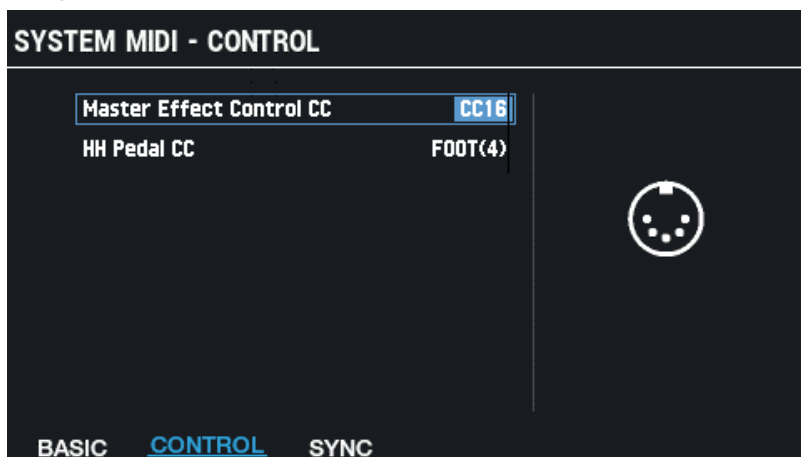 SYSTEM MIDI - CONTROL
Master Effect Control CC CC16
HH Pedal CC FOOT(4)
BASIC CONTROL SYNC